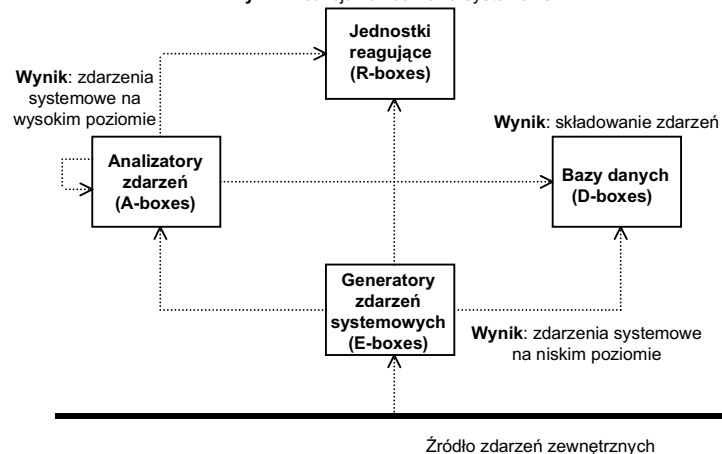 Jednostki
reagujące
(R-boxes)
Wynik: zdarzenia
systemowe na
wysokim poziomie
Wynik: składowanie zdarzeń
Analizatory
zdarzeń
(A-boxes)
Bazy danych
(D-boxes)
Generatory
zdarzeń
systemowych
(E-boxes)
Wynik: zdarzenia systemowe
na niskim poziomie
Źródło zdarzeń zewnętrznych